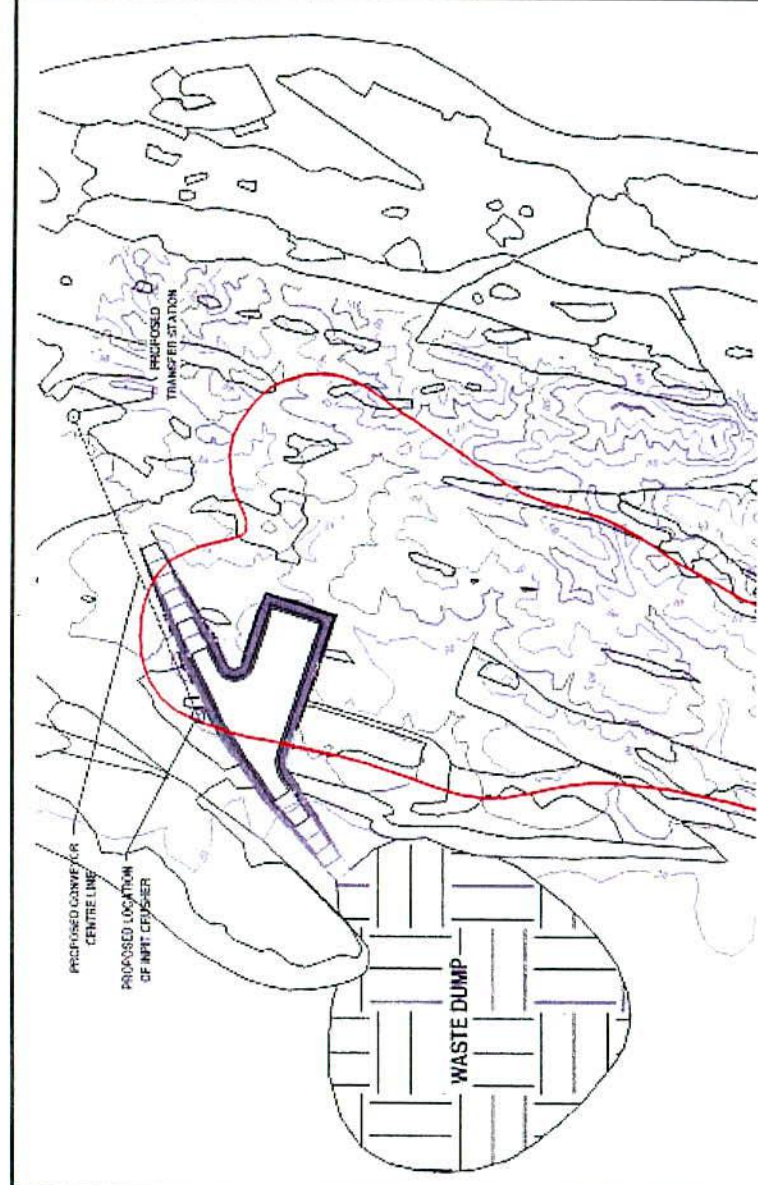 PROPOSED CONVEYOR
CENTRE LINE
PROPOSED LOCATION
OF INPIT CRUSHER
PROPOSED
TRANSFER STATION
WASTE DUMP